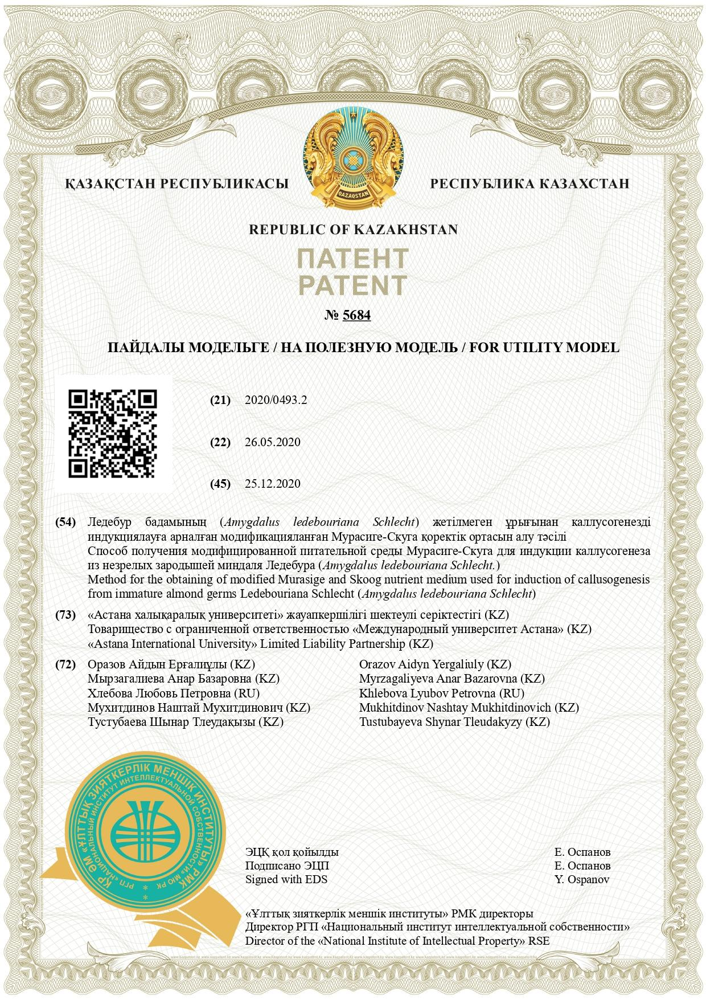 ҚАЗАҚСТАН РЕСПУБЛИКАСЫ
РЕСПУБЛИКА КАЗАХСТАН
QAZAQSTAN
REPUBLIC OF KAZAKHSTAN
ПАТЕНТ
PATENT
№ 5684
ПАЙДАЛЫ МОДЕЛЬГЕ / НА ПОЛЕЗНУЮ МОДЕЛЬ / FOR UTILITY MODEL
(21) 2020/0493.2
(22) 26.05.2020
(45) 25.12.2020
(54) Ледебур бадамының (Amygdalus ledebouriana Schlecht) жетілмеген ұрығынан каллусогенезді
индукциялауға арналған модификацияланған Мурасиге-Скуга қоректік ортасын алу тәсілі
Способ получения модифицированной питательной среды Мурасиге-Скуга для индукции каллусогенеза
из незрелых зародышей миндаля Ледебура (Amygdalus ledebouriana Schlecht.)
Method for the obtaining of modified Murasige and Skoog nutrient medium used for induction of callusogenesis
from immature almond germs Ledebouriana Schlecht (Amygdalus ledebouriana Schlecht)
(73) «Астана халықаралық университеті» жауапкершілігі шектеулі серіктестігі (KZ)
Товарищество с ограниченной ответственностью «Международный университет Астана» (KZ)
«Astana International University» Limited Liability Partnership (KZ)
(72) Оразов Айдын Ерғалиұлы (KZ) Orazov Aidyn Yergaliuly (KZ)
Мырзагалиева Анар Базаровна (KZ) Myrzagaliyeva Anar Bazarovna (KZ)
Хлебова Любовь Петровна (RU) Khlebova Lyubov Petrovna (RU)
Мухитдинов Наштай Мухитдинович (KZ) Mukhitdinov Nashtay Mukhitdinovich (KZ)
Тустубаева Шынар Тлеудақызы (KZ) Tustubayeva Shynar Tleudakyzy (KZ)
ҚР ӘМ «ҰЛТТЫҚ ЗИЯТКЕРЛІК МЕНШІК ИНСТИТУТЫ» РМК
РГП «НАЦИОНАЛЬНЫЙ ИНСТИТУТ ИНТЕЛЛЕКТУАЛЬНОЙ СОБСТВЕННОСТИ» МЮ РК
ЭЦҚ қол қойылды Е. Оспанов
Подписано ЭЦП Е. Оспанов
Signed with EDS Y. Ospanov
«Ұлттық зияткерлік меншік институты» РМК директоры
Директор РГП «Национальный институт интеллектуальной собственности»
Director of the «National Institute of Intellectual Property» RSE